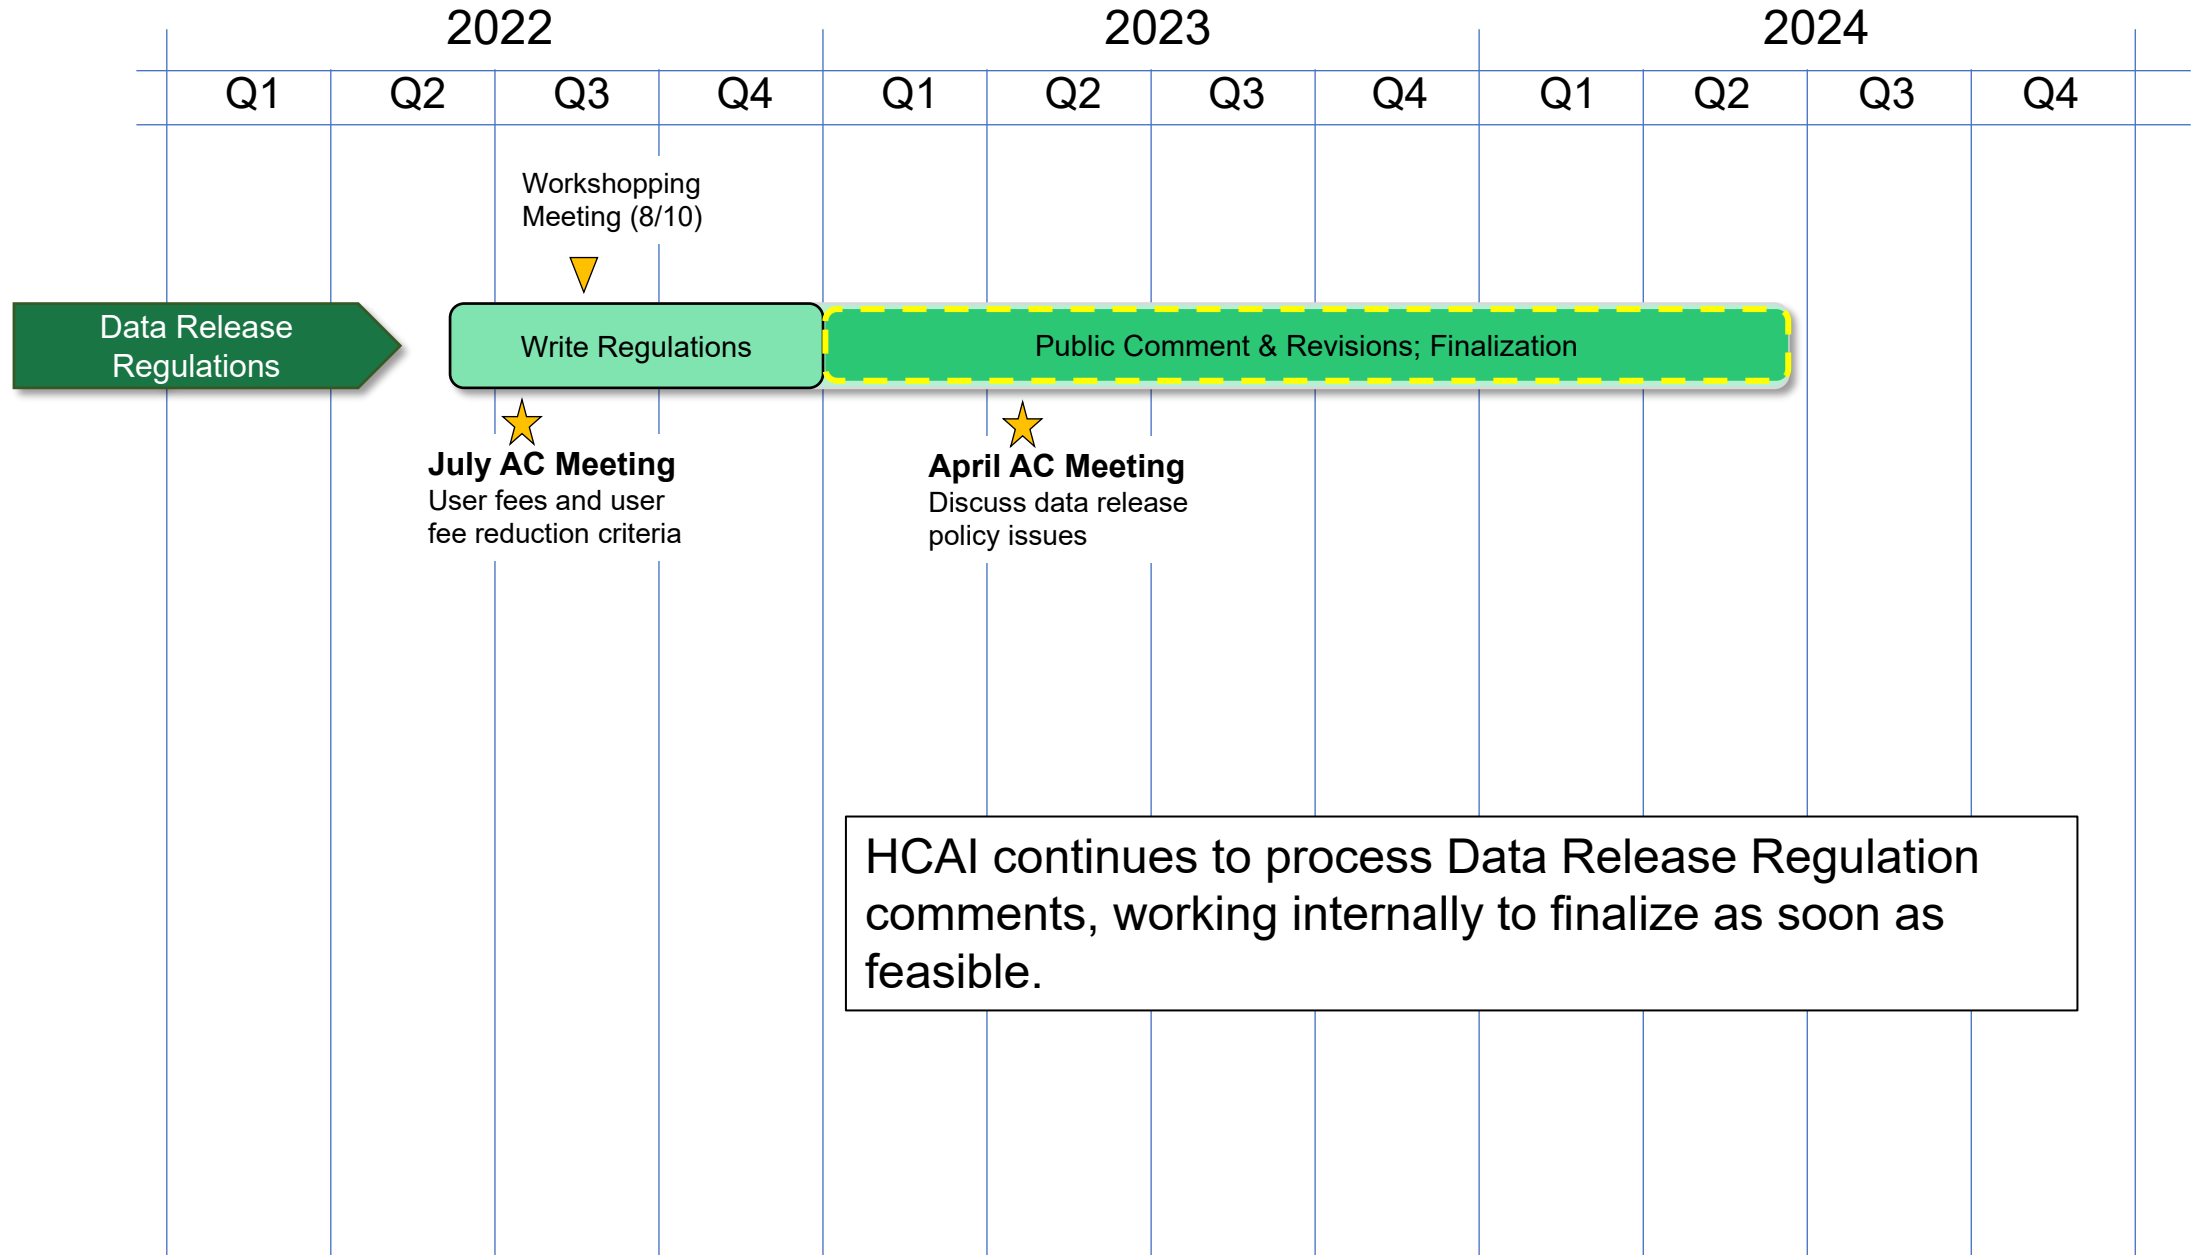 2022 2023 2024
Q1 Q2 Q3 Q4 Q1 Q2 Q3 Q4 Q1 Q2 Q3 Q4
Workshopping
Meeting (8/10)
Data Release
Regulations
Write Regulations
Public Comment & Revisions; Finalization
July AC Meeting
User fees and user
fee reduction criteria
April AC Meeting
Discuss data release
policy issues
HCAI continues to process Data Release Regulation
comments, working internally to finalize as soon as
feasible.